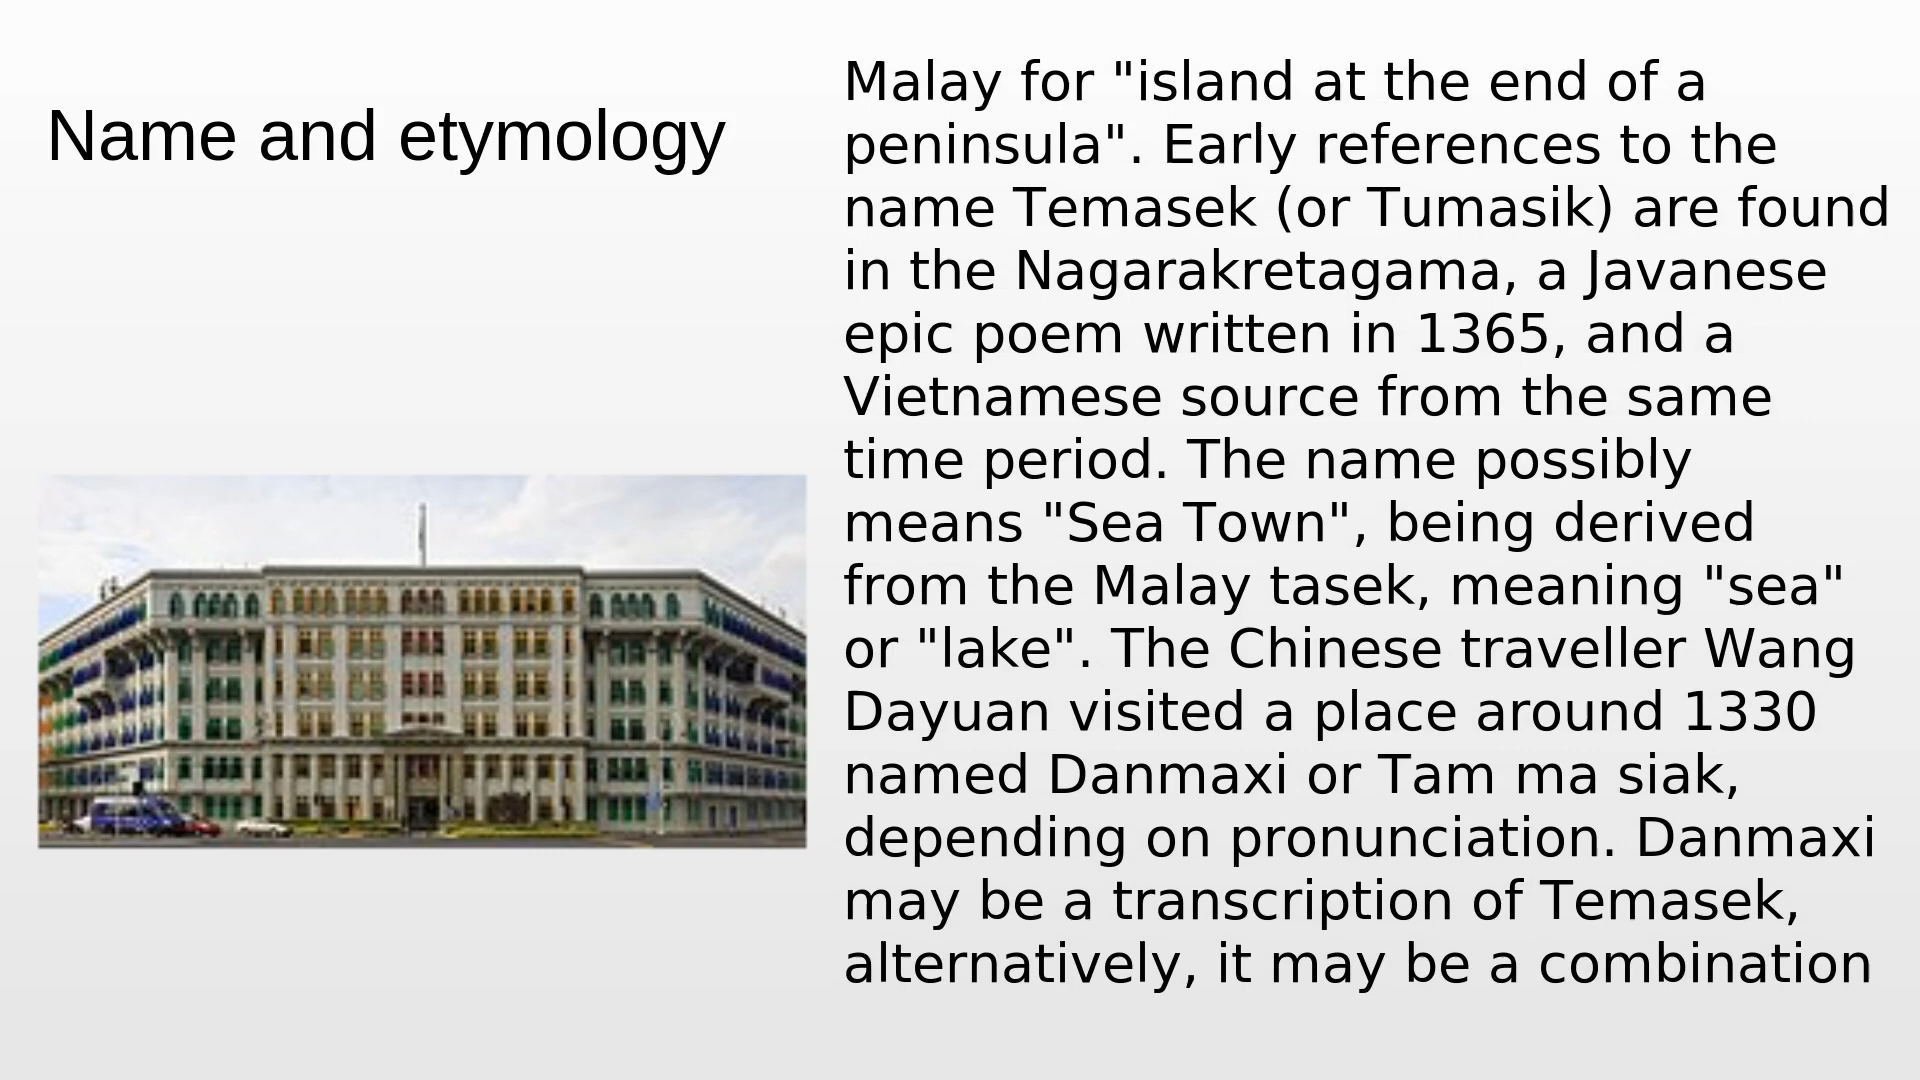 Name and etymology
Malay for "island at the end of a
peninsula". Early references to the
name Temasek (or Tumasik) are found
in the Nagarakretagama, a Javanese
epic poem written in 1365, and a
Vietnamese source from the same
time period. The name possibly
means "Sea Town", being derived
from the Malay tasek, meaning "sea"
or "lake". The Chinese traveller Wang
Dayuan visited a place around 1330
named Danmaxi or Tam ma siak,
depending on pronunciation. Danmaxi
may be a transcription of Temasek,
alternatively, it may be a combination